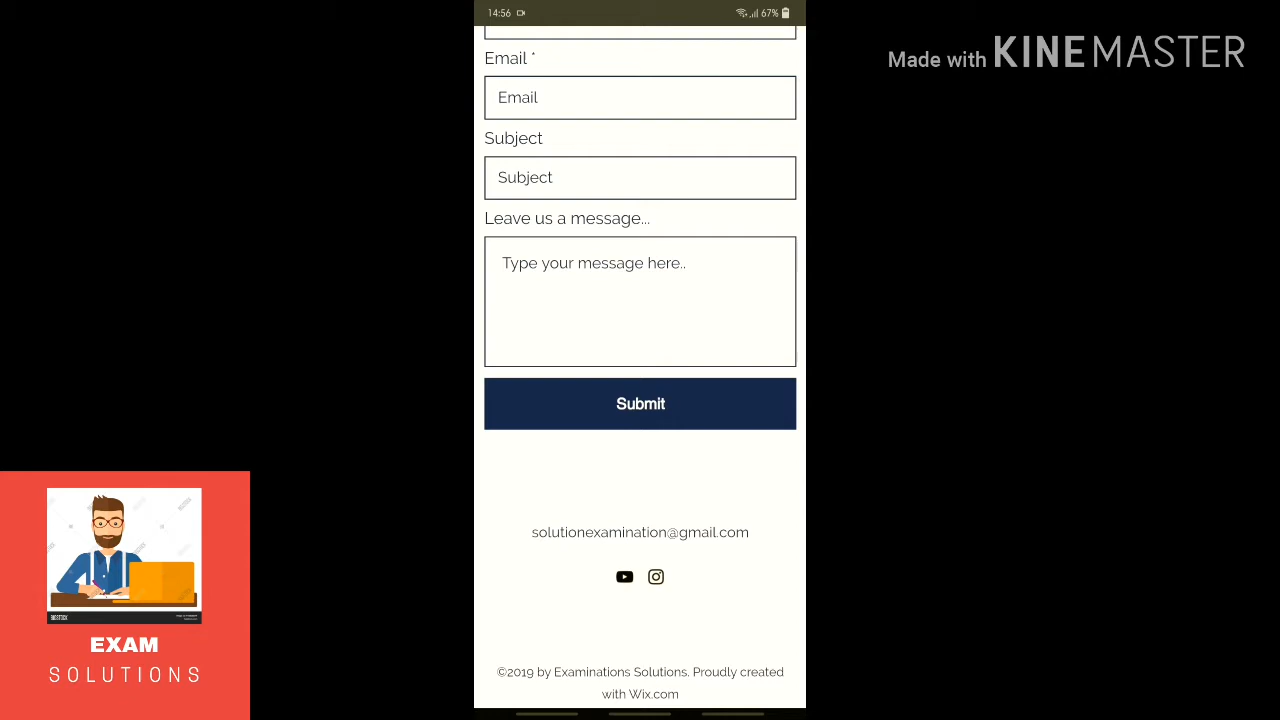 14:56
67%
Made with KINEMASTER
Email *
Email
Subject
Subject
Leave us a message...
Type your message here..
Submit
solutionexamination@gmail.com
©2019 by Examinations Solutions. Proudly created
with Wix.com
EXAM
SOLUTIONS